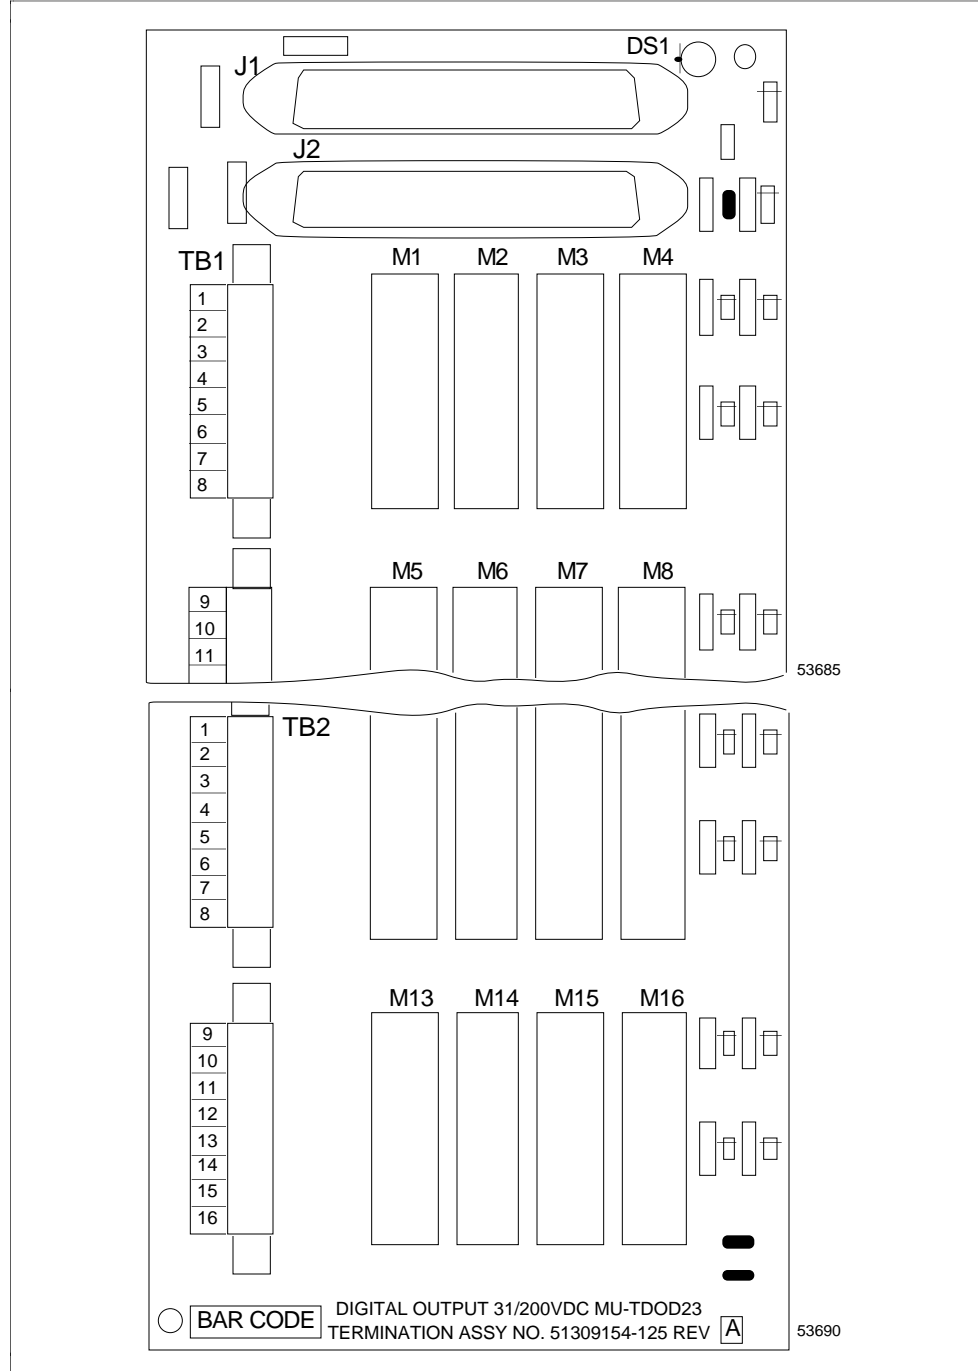 DS1
J1
J2
TB1 M1 M2 M3 M4
1
2
3
4
5
6
7
8
M5 M6 M7 M8
9
10
11
53685
TB2
1
2
3
4
5
6
7
8
M13 M14 M15 M16
9
10
11
12
13
14
15
16
BAR CODE
DIGITAL OUTPUT 31/200VDC MU-TDOD23
TERMINATION ASSY NO. 51309154-125 REV A
53690